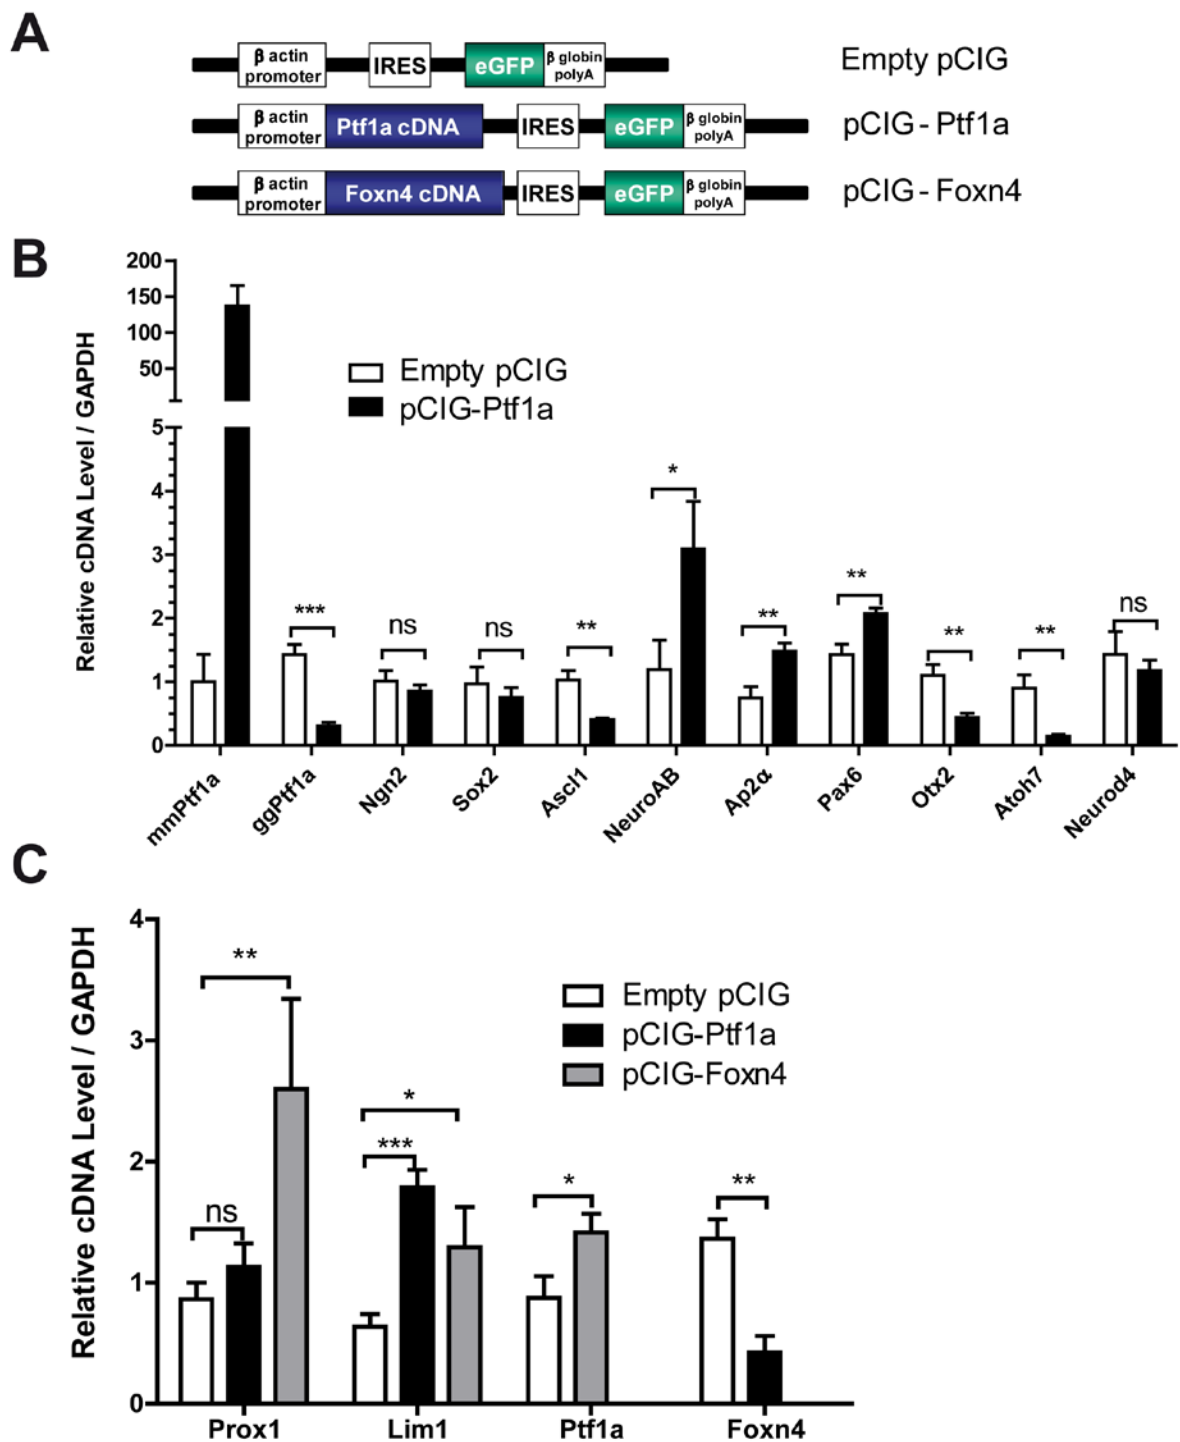 A
β actin promoter IRES eGFP β globin polyA Empty pCIG
β actin promoter Ptf1a cDNA IRES eGFP β globin polyA pCIG-Ptf1a
β actin promoter Foxn4 cDNA IRES eGFP β globin polyA pCIG-Foxn4
B
Relative cDNA Level / GAPDH
200
150
100
50
5
4
3
2
1
0
Empty pCIG
pCIG-Ptf1a
*** ns ns ** * ** ** ** ** ns
mmPtf1a ggPtf1a Ngn2 Sox2 Ascl1 NeuroAB Ap2α Pax6 Otx2 Atoh7 Neurod4
C
Relative cDNA Level / GAPDH
4
3
2
1
0
Empty pCIG
pCIG-Ptf1a
pCIG-Foxn4
**
ns
*
***
*
**
Prox1 Lim1 Ptf1a Foxn4